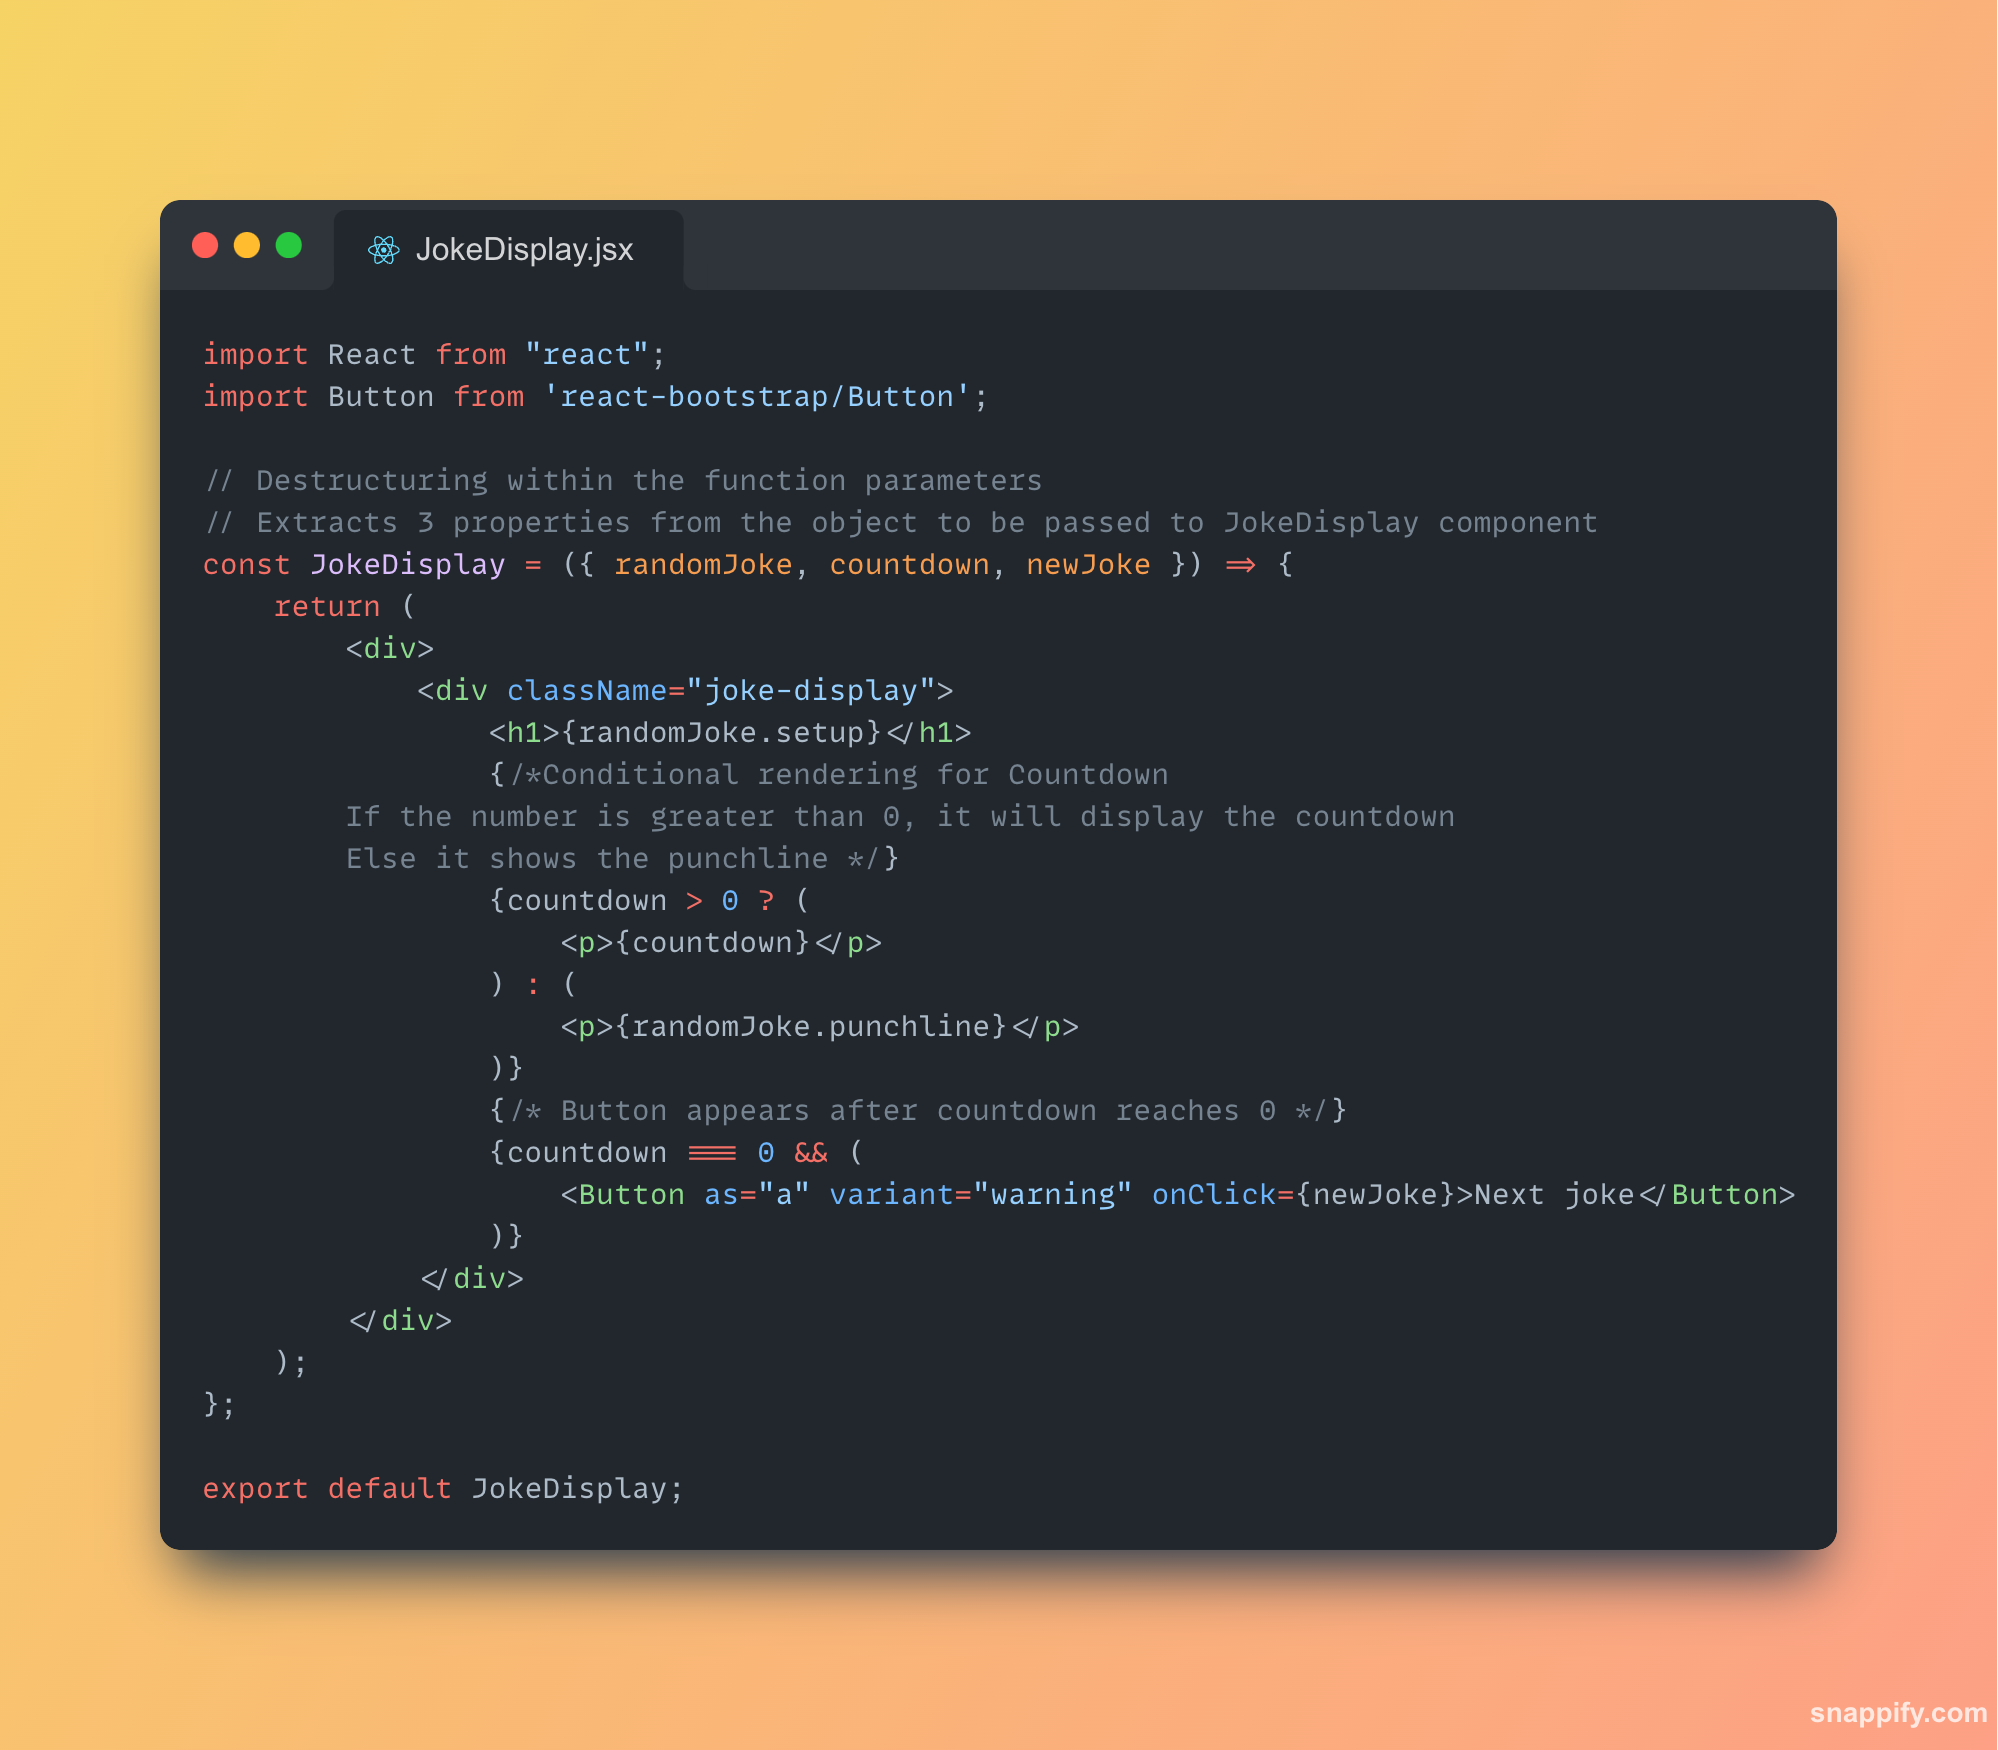 JokeDisplay.jsx
import React from "react";
import Button from 'react-bootstrap/Button';
// Destructuring within the function parameters
// Extracts 3 properties from the object to be passed to JokeDisplay component
const JokeDisplay = ({ randomJoke, countdown, newJoke }) => {
    return (
        <div>
            <div className="joke-display">
                <h1>{randomJoke.setup}</h1>
                {/*Conditional rendering for Countdown
        If the number is greater than 0, it will display the countdown
        Else it shows the punchline */}
                {countdown > 0 ? (
                    <p>{countdown}</p>
                ) : (
                    <p>{randomJoke.punchline}</p>
                )}
                {/* Button appears after countdown reaches 0 */}
                {countdown === 0 && (
                    <Button as="a" variant="warning" onClick={newJoke}>Next joke</Button>
                )}
            </div>
        </div>
    );
};
export default JokeDisplay;
snappify.com